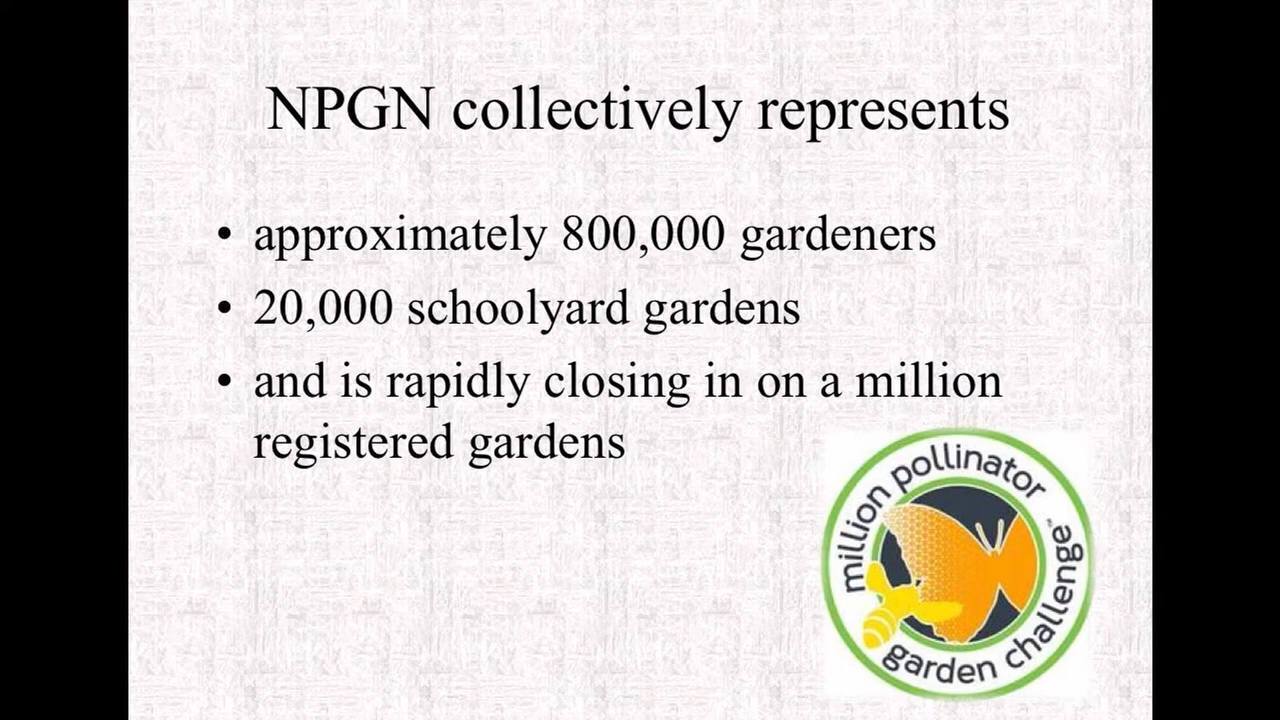 NPGN collectively represents
• approximately 800,000 gardeners
• 20,000 schoolyard gardens
• and is rapidly closing in on a million
registered gardens
million pollinator
garden challenge™